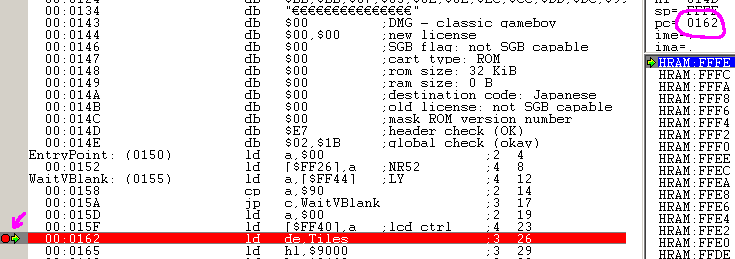 00:0134 db "€€€€€€€€€€€€€€€"
00:0143 db $00 ;DMG - classic gameboy
00:0144 db $00,$00 ;new license
00:0146 db $00 ;SGB flag: not SGB capable
00:0147 db $00 ;cart type: ROM
00:0148 db $00 ;rom size: 32 KiB
00:0149 db $00 ;ram size: 0 B
00:014A db $00 ;destination code: Japanese
00:014B db $00 ;old license: not SGB capable
00:014C db $00 ;mask ROM version number
00:014D db $E7 ;header check (OK)
00:014E db $02,$1B ;global check (okay)
EntryPoint: (0150) ld a,$00 ;2 4
00:0152 ld [$FF26],a ;NR52 ;4 8
WaitVBlank: (0155) ld a,[$FF44] ;LY ;4 12
00:0158 cp a,$90 ;2 14
00:015A jp c,WaitVBlank ;3 17
00:015D ld a,$00 ;2 19
00:015F ld [$FF40],a ;lcd ctrl ;4 23
00:0162 ld de,Tiles ;3 26
00:0165 ld hl,$9000 ;3 29
sp= FFFE
pc= 0162
ime=
ima=.
HRAM:FFFE
HRAM:FFFC
HRAM:FFFA
HRAM:FFF8
HRAM:FFF6
HRAM:FFF4
HRAM:FFF2
HRAM:FFF0
HRAM:FFEE
HRAM:FFEC
HRAM:FFEA
HRAM:FFE8
HRAM:FFE6
HRAM:FFE4
HRAM:FFE2
HRAM:FFE0
HRAM:FFDE